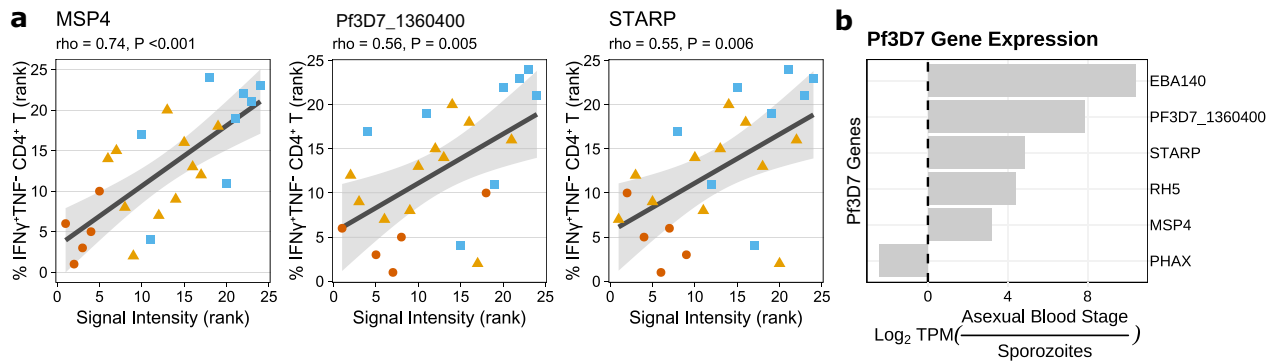 a
MSP4
rho = 0.74, P <0.001
% IFNγ⁺TNF⁻ CD4⁺ T (rank)
25
20
15
10
5
0
0 5 10 15 20 25
Signal Intensity (rank)
Pf3D7_1360400
rho = 0.56, P = 0.005
% IFNγ⁺TNF⁻ CD4⁺ T (rank)
25
20
15
10
5
0
0 5 10 15 20 25
Signal Intensity (rank)
STARP
rho = 0.55, P = 0.006
% IFNγ⁺TNF⁻ CD4⁺ T (rank)
25
20
15
10
5
0
0 5 10 15 20 25
Signal Intensity (rank)
b
Pf3D7 Gene Expression
Pf3D7 Genes
EBA140
PF3D7_1360400
STARP
RH5
MSP4
PHAX
0 4 8
Log₂ TPM(Asexual Blood Stage)
Sporozoites